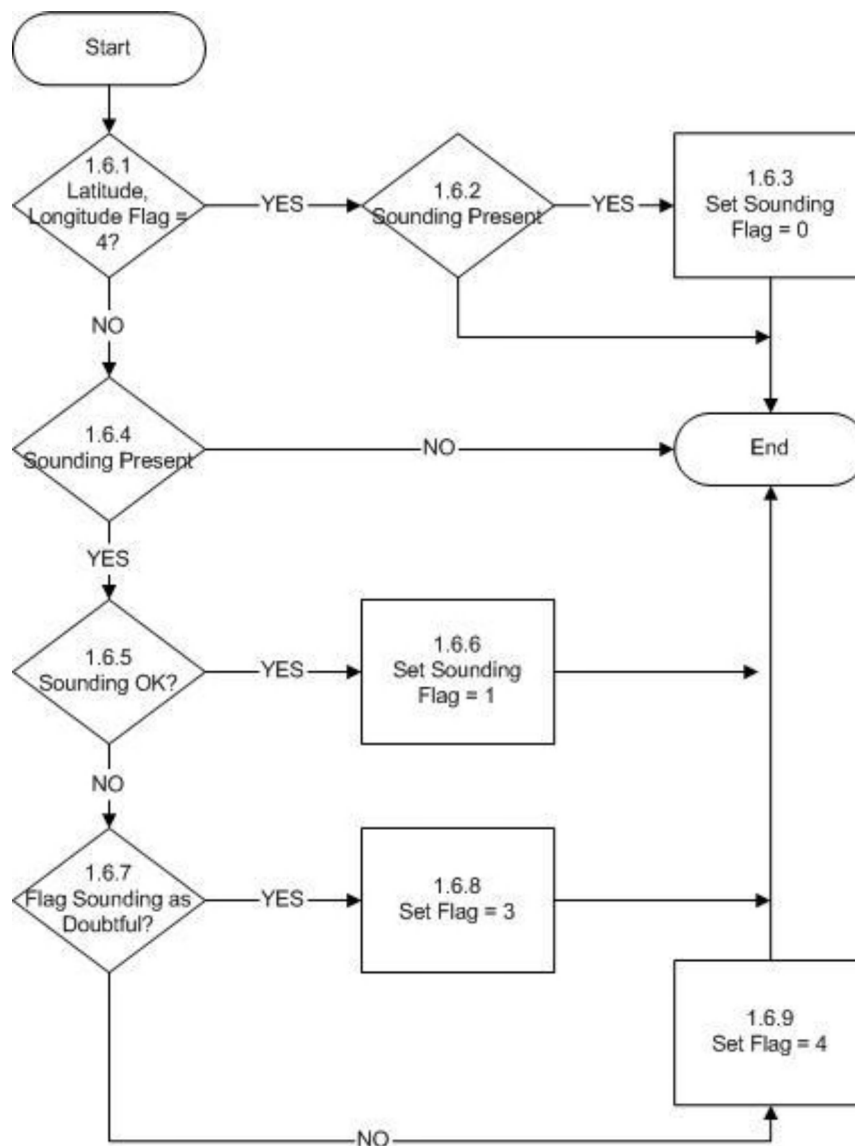 Start
1.6.1
Latitude,
Longitude Flag =
4?
YES
1.6.2
Sounding Present
YES
1.6.3
Set Sounding
Flag = 0
NO
1.6.4
Sounding Present
NO
End
YES
1.6.5
Sounding OK?
YES
1.6.6
Set Sounding
Flag = 1
NO
1.6.7
Flag Sounding as
Doubtful?
YES
1.6.8
Set Flag = 3
1.6.9
Set Flag = 4
NO